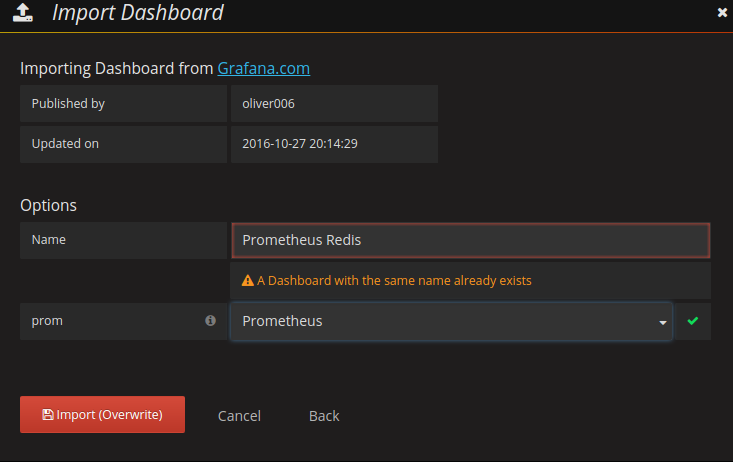 Import Dashboard
Importing Dashboard from Grafana.com
Published by oliver006
Updated on 2016-10-27 20:14:29
Options
Name Prometheus Redis
A Dashboard with the same name already exists
prom Prometheus
Import (Overwrite) Cancel Back